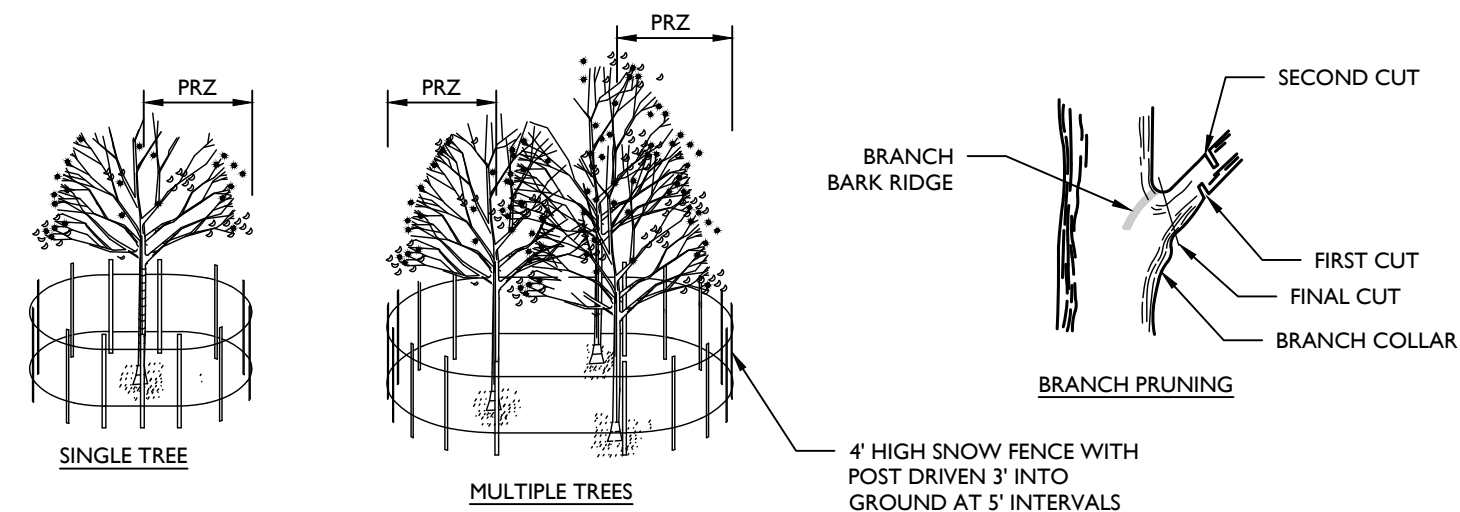 PRZ
SINGLE TREE
PRZ
PRZ
MULTIPLE TREES
4' HIGH SNOW FENCE WITH
POST DRIVEN 3' INTO
GROUND AT 5' INTERVALS
BRANCH
BARK RIDGE
SECOND CUT
FIRST CUT
FINAL CUT
BRANCH COLLAR
BRANCH PRUNING